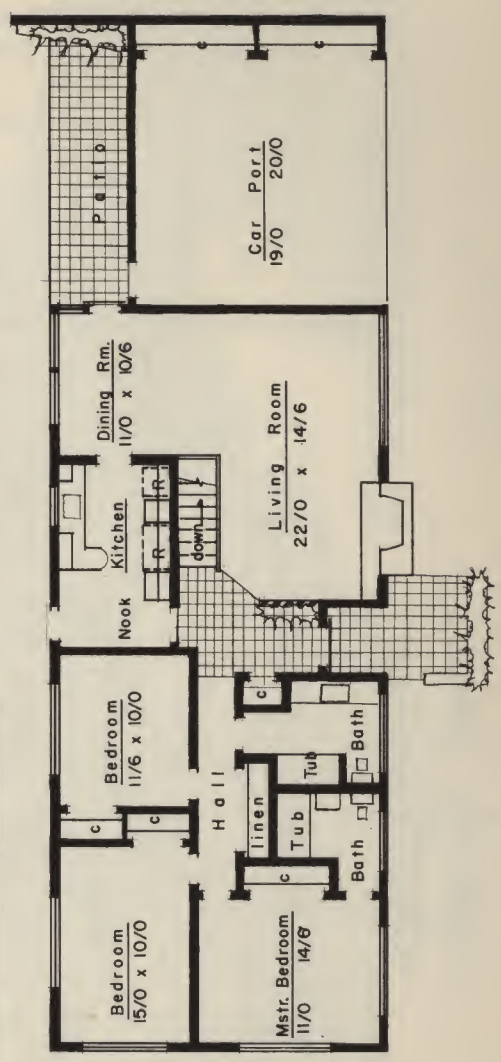 Patio
c
c
Car Port
19/0 20/0
Dining Rm.
11/0 x 10/6
Living Room
22/0 x 14/6
Kitchen
R
R
down
Nook
Bedroom
11/6 x 10/0
c
c
Bedroom
15/0 x 10/0
Hall
c
linen
Tub
Bath
Tub
Bath
c
Mstr. Bedroom
11/0 14/6